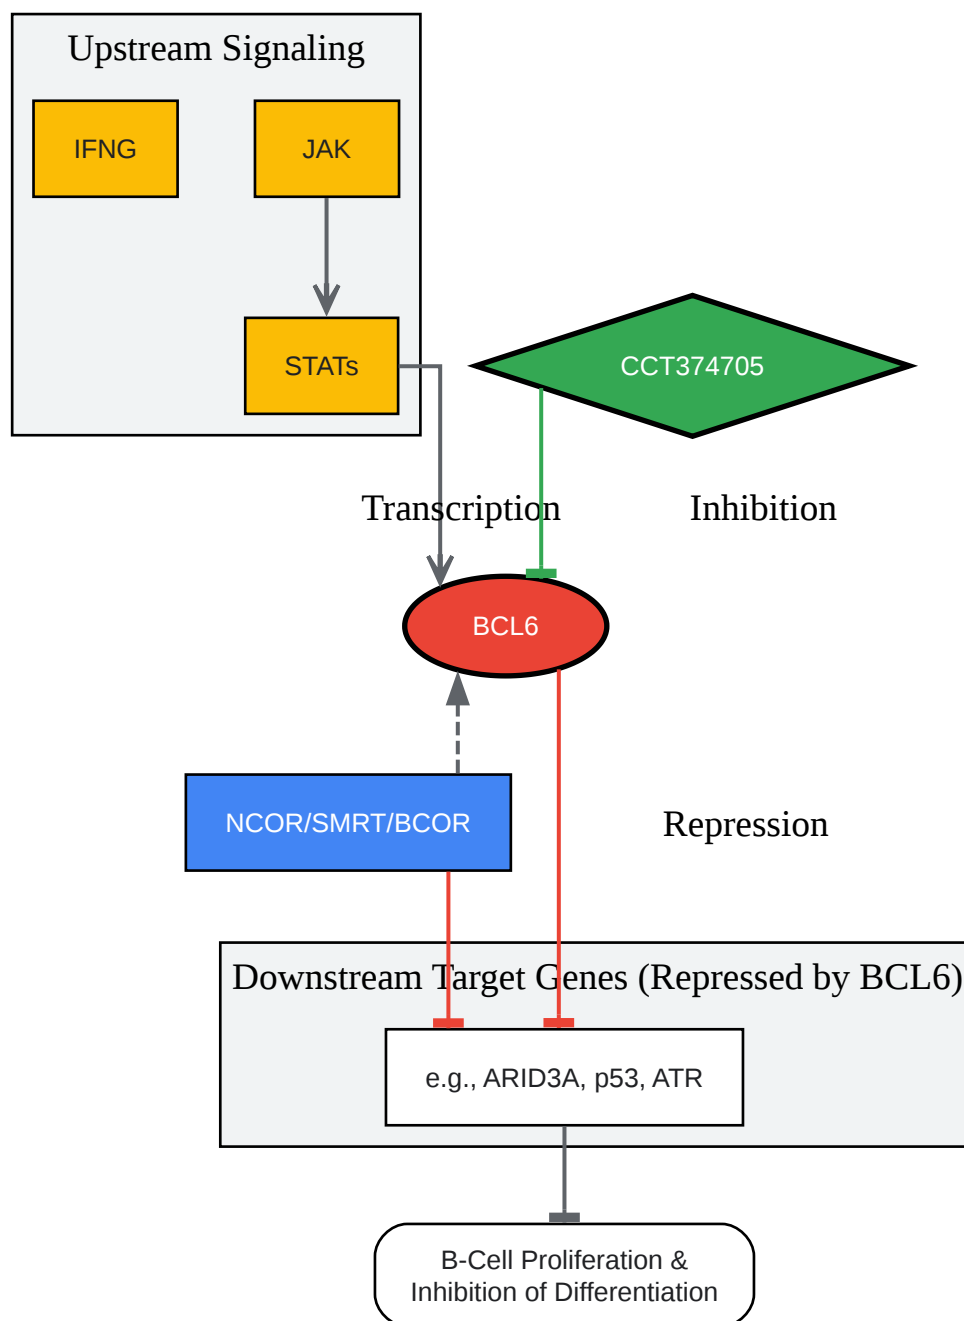 Upstream Signaling
IFNG
JAK
STATs
CCT374705
Transcription
Inhibition
BCL6
NCOR/SMRT/BCOR
Repression
Downstream Target Genes (Repressed by BCL6)
e.g., ARID3A, p53, ATR
B-Cell Proliferation &
Inhibition of Differentiation